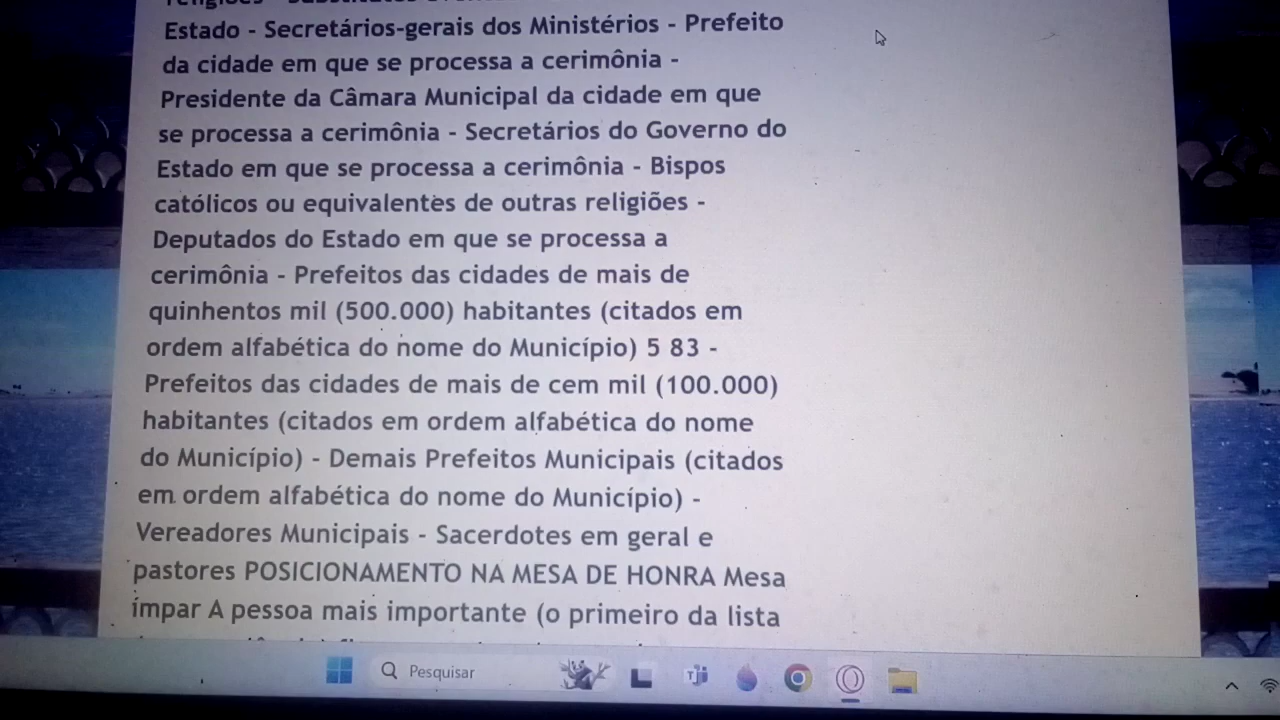 Estado - Secretários-gerais dos Ministérios - Prefeito
da cidade em que se processa a cerimônia -
Presidente da Câmara Municipal da cidade em que
se processa a cerimônia - Secretários do Governo do
Estado em que se processa a cerimônia - Bispos
católicos ou equivalentes de outras religiões -
Deputados do Estado em que se processa a
cerimônia - Prefeitos das cidades de mais de
quinhentos mil (500.000) habitantes (citados em
ordem alfabética do nome do Município) 5 83 -
Prefeitos das cidades de mais de cem mil (100.000)
habitantes (citados em ordem alfabética do nome
do Município) - Demais Prefeitos Municipais (citados
em ordem alfabética do nome do Município) -
Vereadores Municipais - Sacerdotes em geral e
pastores POSICIONAMENTO NA MESA DE HONRA Mesa
ímpar A pessoa mais importante (o primeiro da lista
Pesquisar